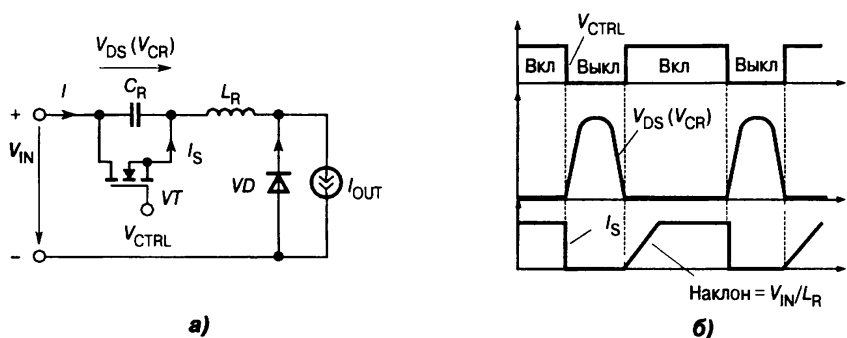 V_DS (V_CR)
I
C_R
L_R
+
V_IN
I_S
VT
VD
I_OUT
V_CTRL
–
а)
V_CTRL
Вкл
Выкл
Вкл
Выкл
V_DS (V_CR)
I_S
Наклон = V_IN/L_R
б)